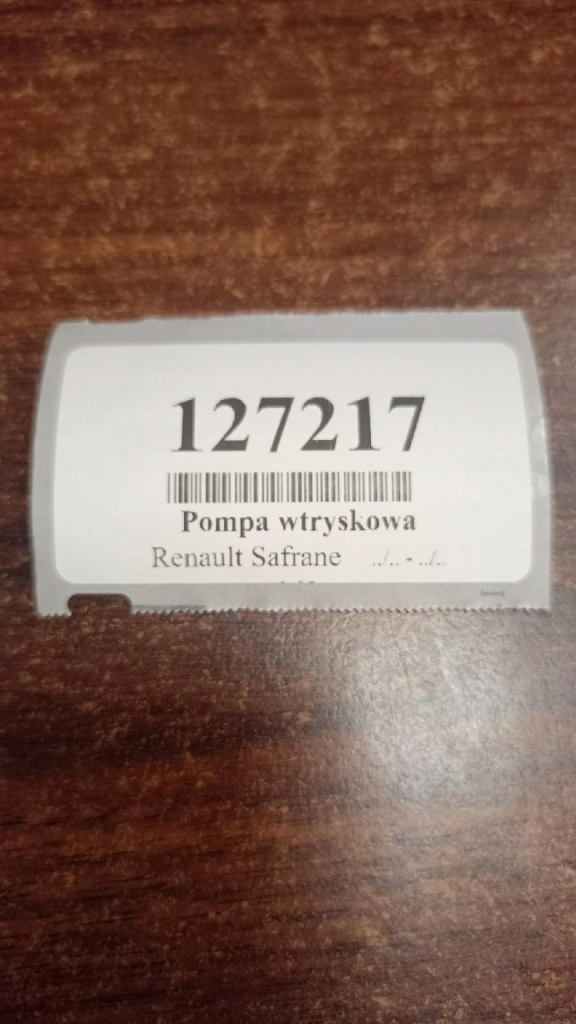 127217
Pompa wtryskowa
Renault Safrane ../.. - ../..